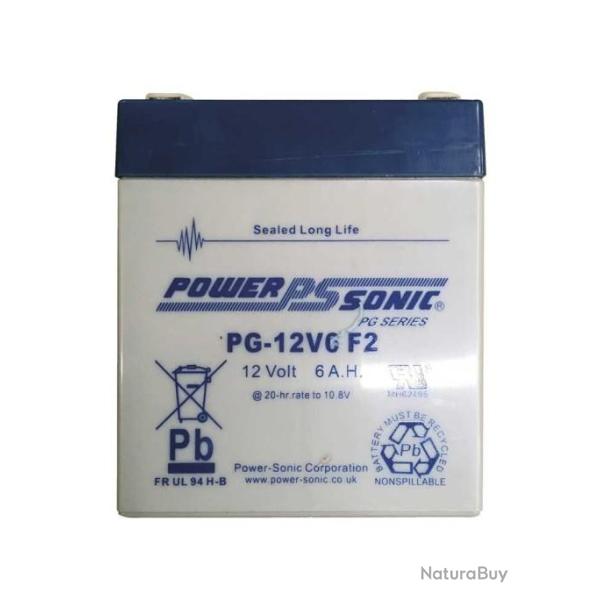 Sealed Long Life
POWER PS SONIC®
PG SERIES
PG-12V6 F2
12 Volt 6 A.H.
@ 20-hr. rate to 10.8V
MH62496
BATTERY MUST BE RECYCLED
Pb
Pb
NONSPILLABLE
FR UL 94 H-B
Power-Sonic Corporation
www.power-sonic.co.uk
NaturaBuy